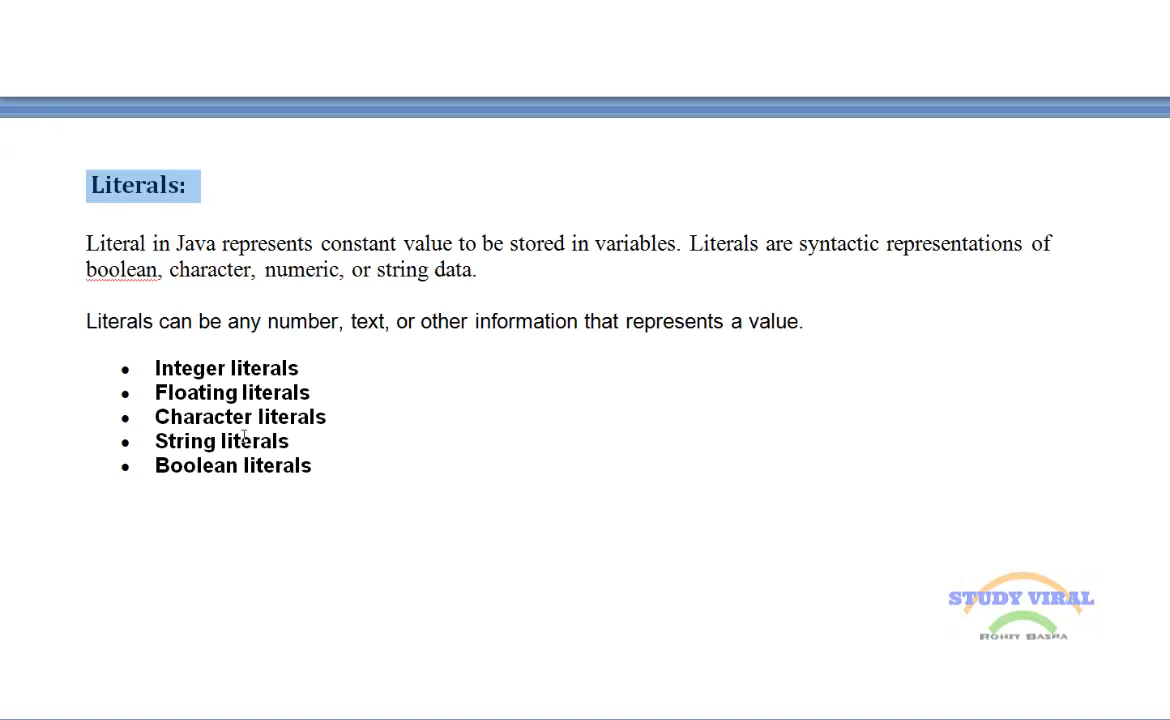 Literals:
Literal in Java represents constant value to be stored in variables. Literals are syntactic representations of
boolean, character, numeric, or string data.
Literals can be any number, text, or other information that represents a value.
• Integer literals
• Floating literals
• Character literals
• String literals
• Boolean literals
STUDY VIRAL
ROHIT BASHA